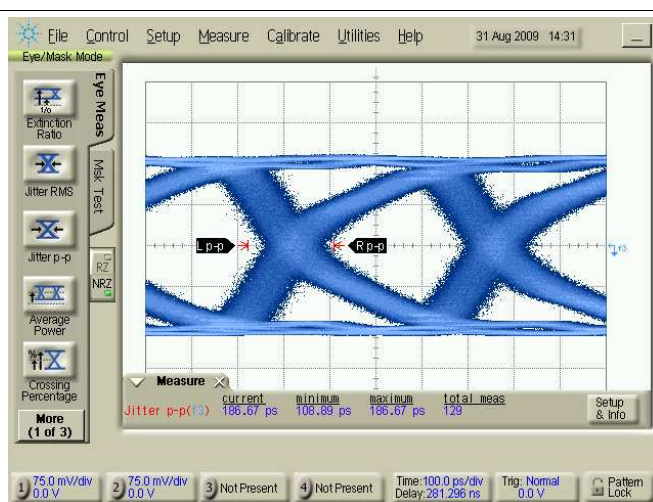 File Control Setup Measure Calibrate Utilities Help 31 Aug 2009 14:31
Eye/Mask Mode
Eye Meas
Msk Test
1/0
Extinction
Ratio
Jitter RMS
Jitter p-p
RZ
NRZ
Average
Power
Crossing
Percentage
More
(1 of 3)
L p-p
R p-p
f3
Measure
current minimum maximum total meas
Jitter p-p(f3) 186.67 ps 108.89 ps 186.67 ps 129
Setup
& Info
1) 75.0 mV/div
0.0 V
2) 75.0 mV/div
0.0 V
3) Not Present
4) Not Present
Time:100.0 ps/div
Delay:281.296 ns
Trig: Normal
0.0 V
Pattern
Lock